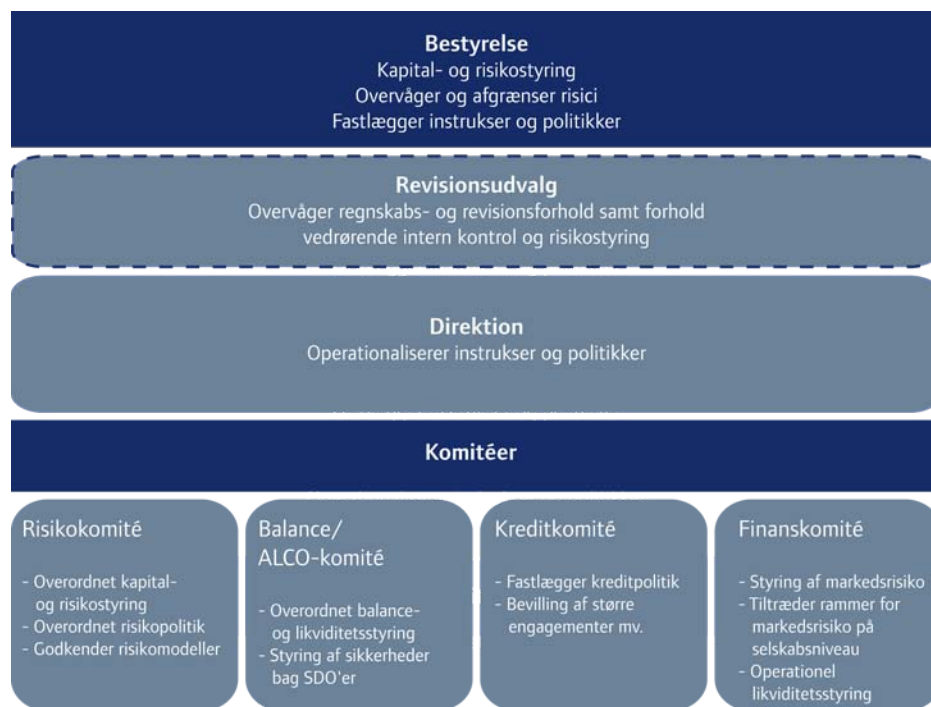 Bestyrelse
Kapital- og risikostyring
Overvåger og afgrænser risici
Fastlægger instrukser og politikker
Revisionsudvalg
Overvåger regnskabs- og revisionsforhold samt forhold
vedrørende intern kontrol og risikostyring
Direktion
Operationaliserer instrukser og politikker
Komitéer
Risikokomité
- Overordnet kapital-
og risikostyring
- Overordnet risikopolitik
- Godkender risikomodeller
Balance/
ALCO-komité
- Overordnet balance-
og likviditetsstyring
- Styring af sikkerheder
bag SDO'er
Kreditkomité
- Fastlægger kreditpolitik
- Bevilling af større
engagementer mv.
Finanskomité
- Styring af markedsrisiko
- Tiltræder rammer for
markedsrisiko på
selskabsniveau
- Operationel
likviditetsstyring